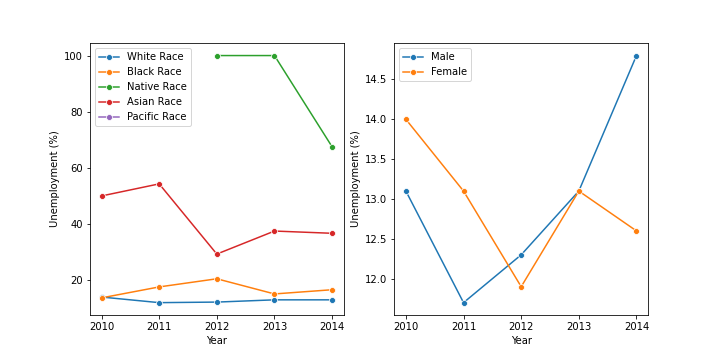 White Race
Black Race
Native Race
Asian Race
Pacific Race
Unemployment (%)
100
80
60
40
20
2010 2011 2012 2013 2014
Year
Male
Female
Unemployment (%)
14.5
14.0
13.5
13.0
12.5
12.0
2010 2011 2012 2013 2014
Year